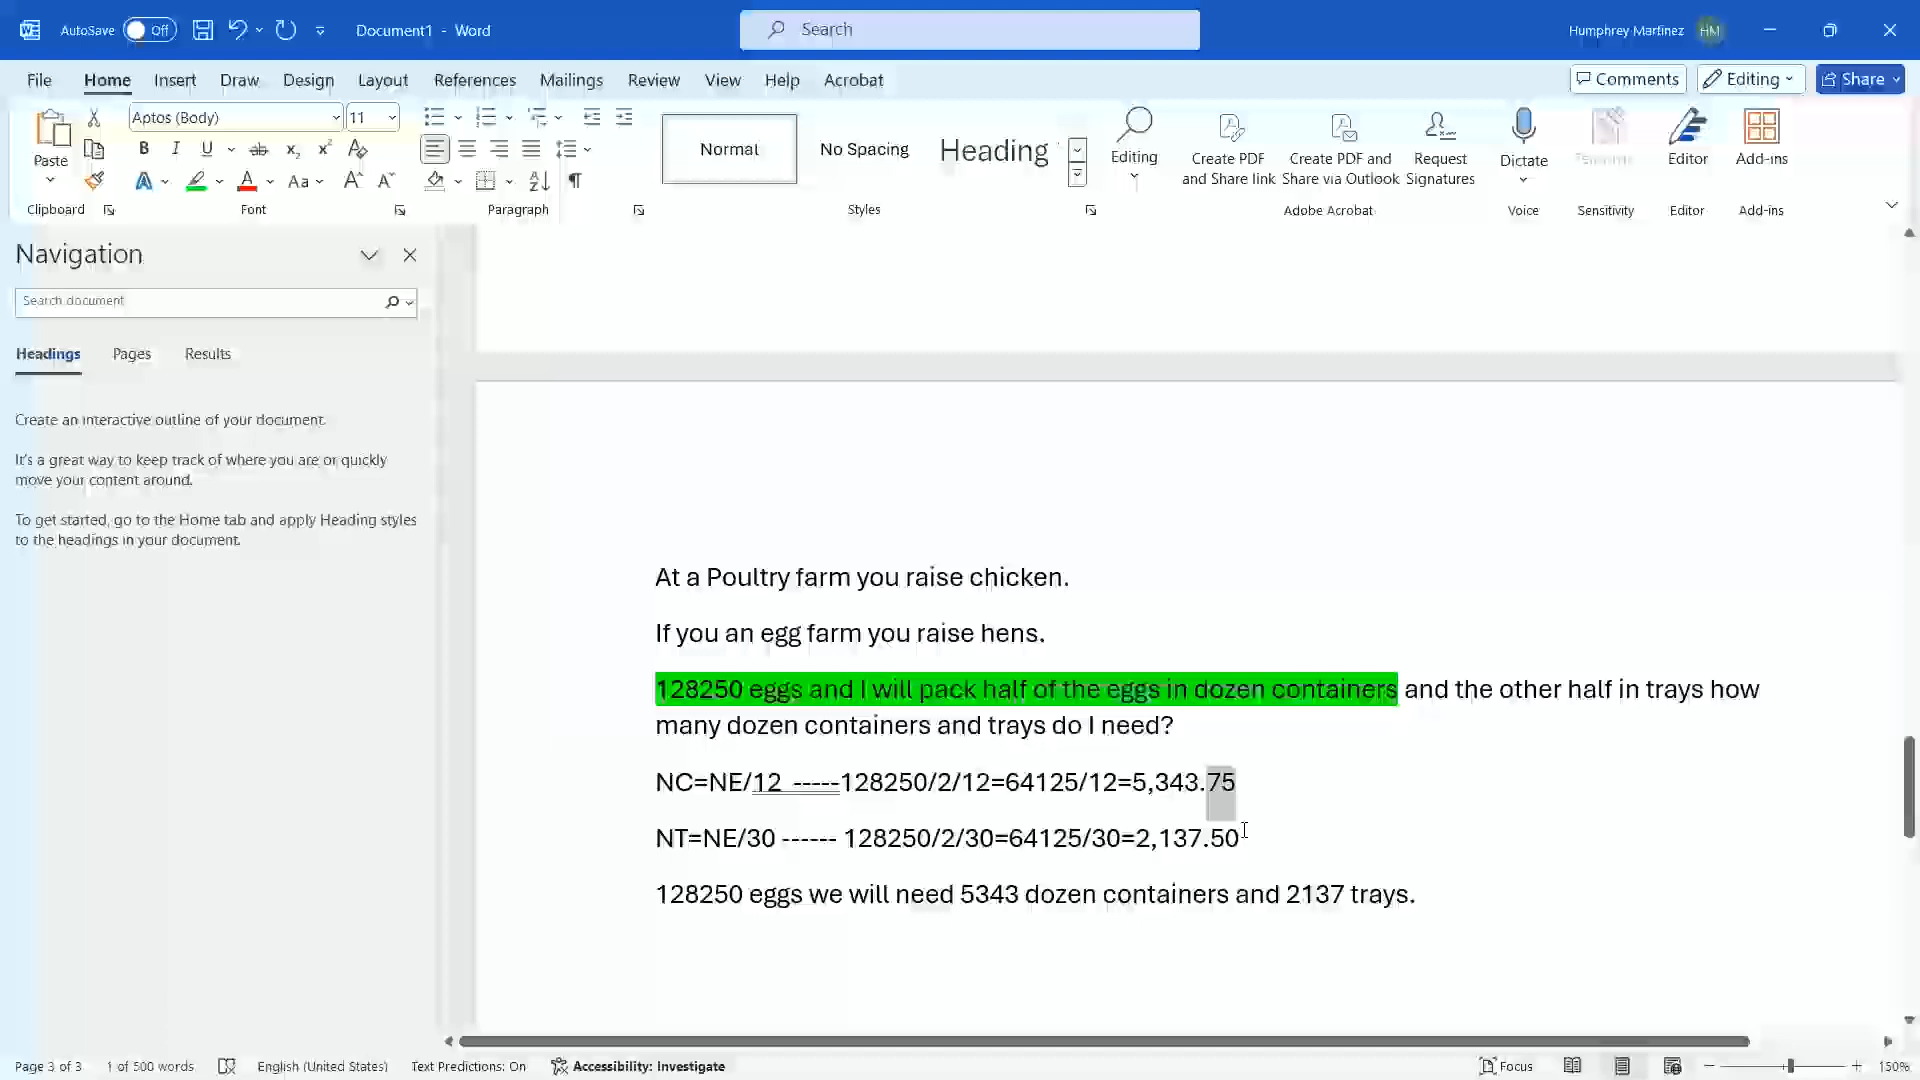 AutoSave Off Document1 - Word Search Humphrey Martinez HM
File Home Insert Draw Design Layout References Mailings Review View Help Acrobat Comments Editing Share
Paste
Clipboard
Aptos (Body) 11
B I U ab x₂ x²
A A Aa A A
Font
Paragraph
Normal No Spacing Heading
Styles
Editing
Create PDF
and Share link
Create PDF and
Share via Outlook
Request
Signatures
Adobe Acrobat
Dictate
Voice
Sensitivity
Editor
Editor
Add-ins
Add-ins
Navigation
Search document
Headings Pages Results
Create an interactive outline of your document.
It's a great way to keep track of where you are or quickly
move your content around.
To get started, go to the Home tab and apply Heading styles
to the headings in your document.
At a Poultry farm you raise chicken.
If you an egg farm you raise hens.
128250 eggs and I will pack half of the eggs in dozen containers and the other half in trays how
many dozen containers and trays do I need?
NC=NE/12 -----128250/2/12=64125/12=5,343.75
NT=NE/30 ------ 128250/2/30=64125/30=2,137.50
128250 eggs we will need 5343 dozen containers and 2137 trays.
Page 3 of 3 1 of 500 words English (United States) Text Predictions: On Accessibility: Investigate Focus 150%